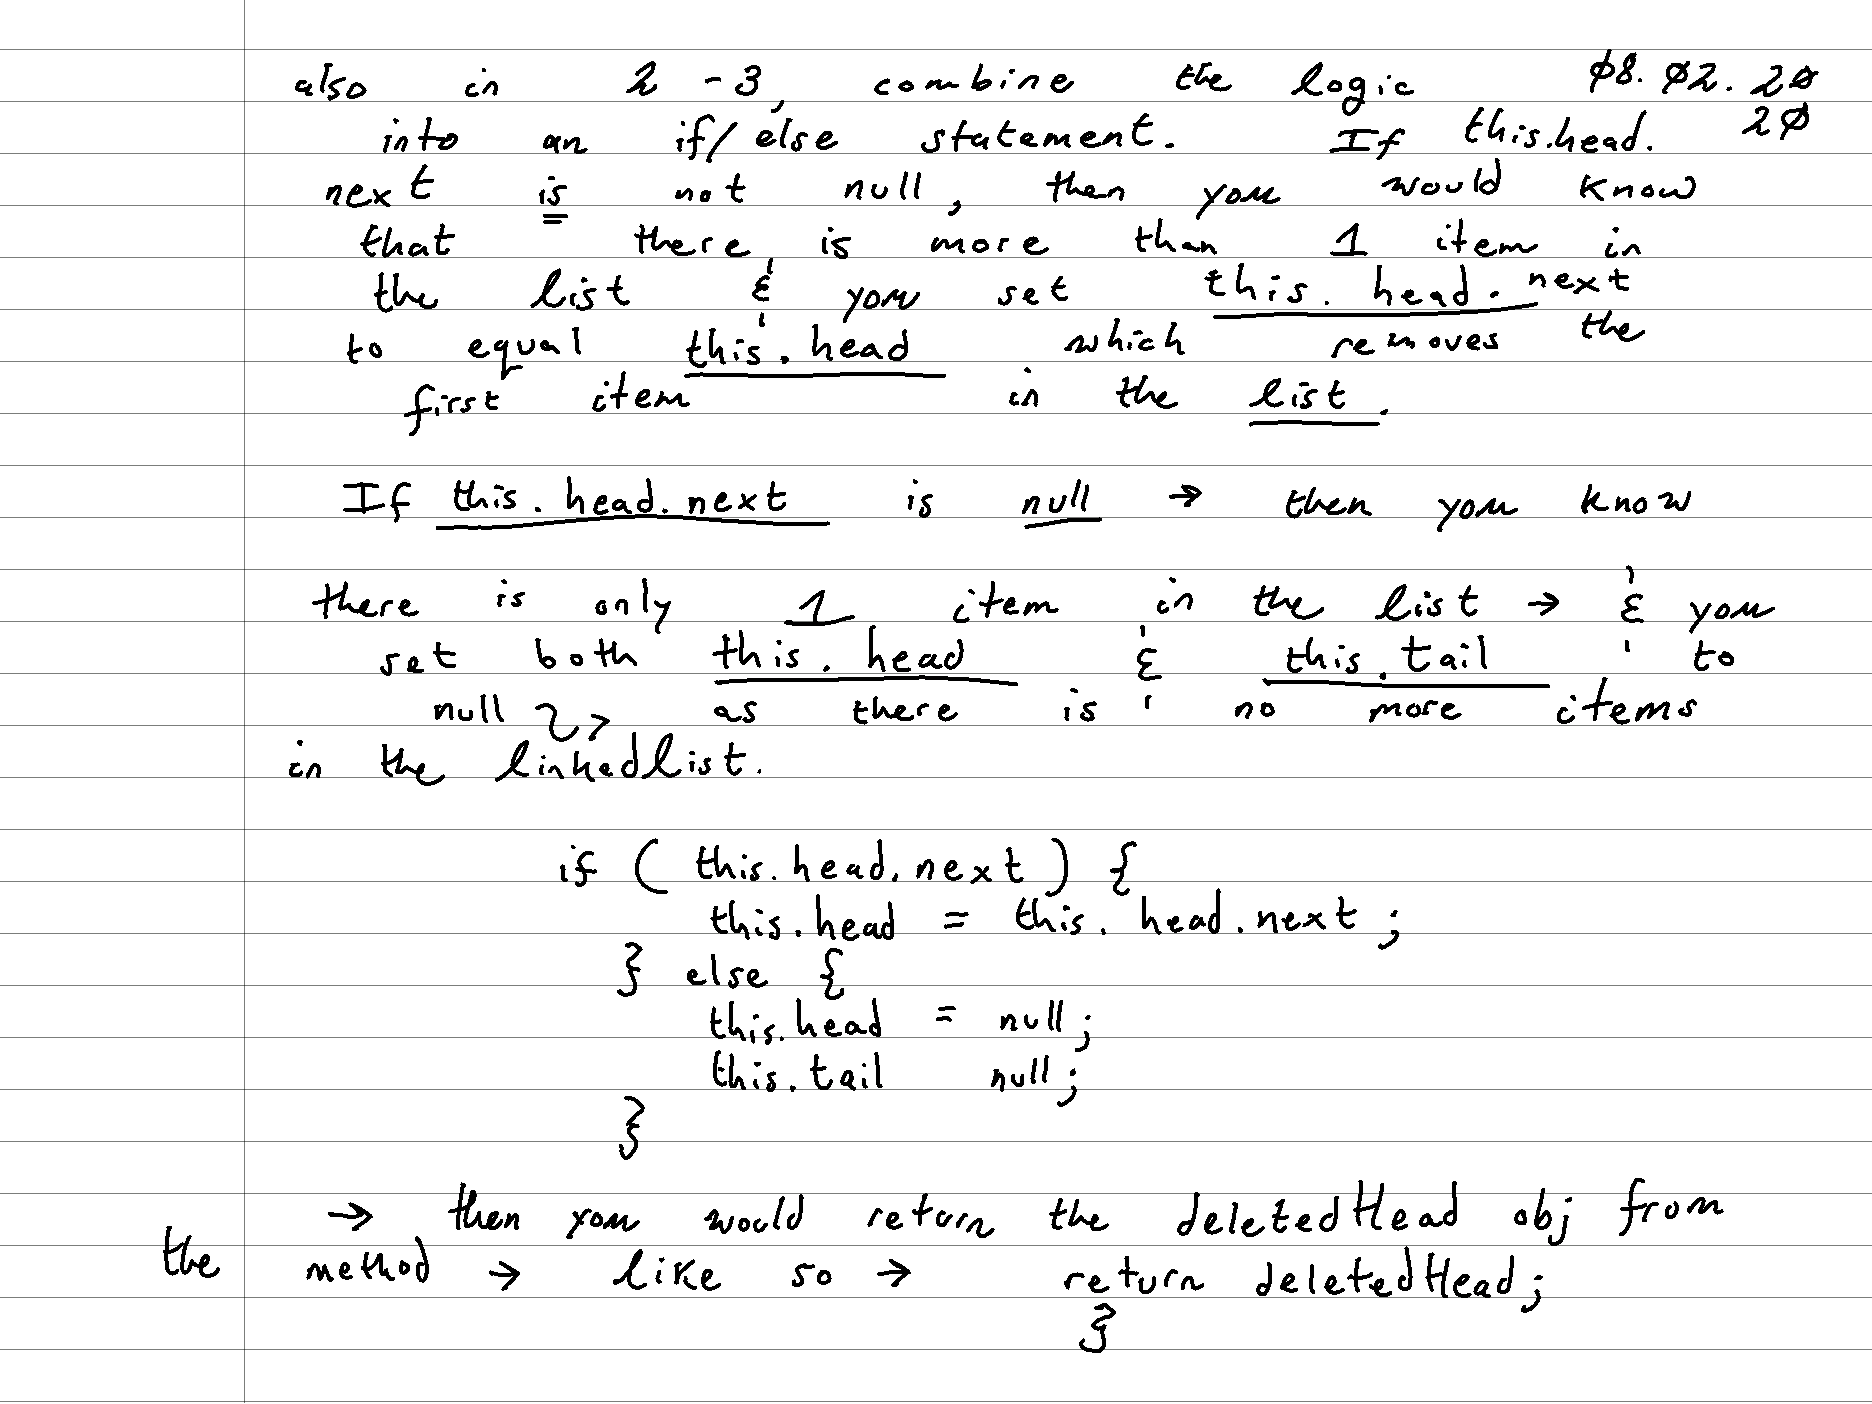 also in 2 - 3, combine the logic 08. 02. 20
into an if/else statement. If this.head. 20
next is not null, then you would know
that there is more than 1 item in
the list & you set this. head. next
to equal this. head which removes the
first item in the list.
If this. head. next is null → then you know
there is only 1 item in the list → & you
set both this. head & this. tail to
null → as there is no more items
in the linkedlist.
if ( this. head. next ) {
this. head = this. head. next ;
} else {
this. head = null;
this. tail null;
}
→ then you would return the deletedHead obj from
the method → like so → return deletedHead;
}